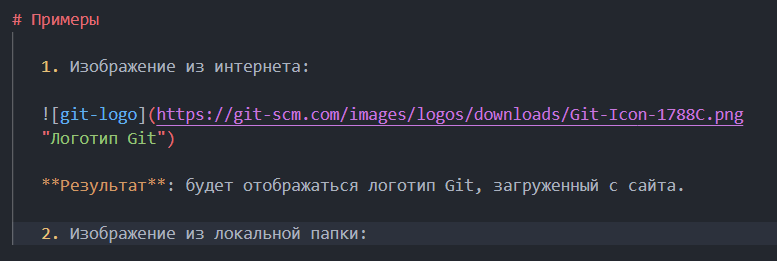 # Примеры
1. Изображение из интернета:
![git-logo](https://git-scm.com/images/logos/downloads/Git-Icon-1788C.png
"Логотип Git")
**Результат**: будет отображаться логотип Git, загруженный с сайта.
2. Изображение из локальной папки: